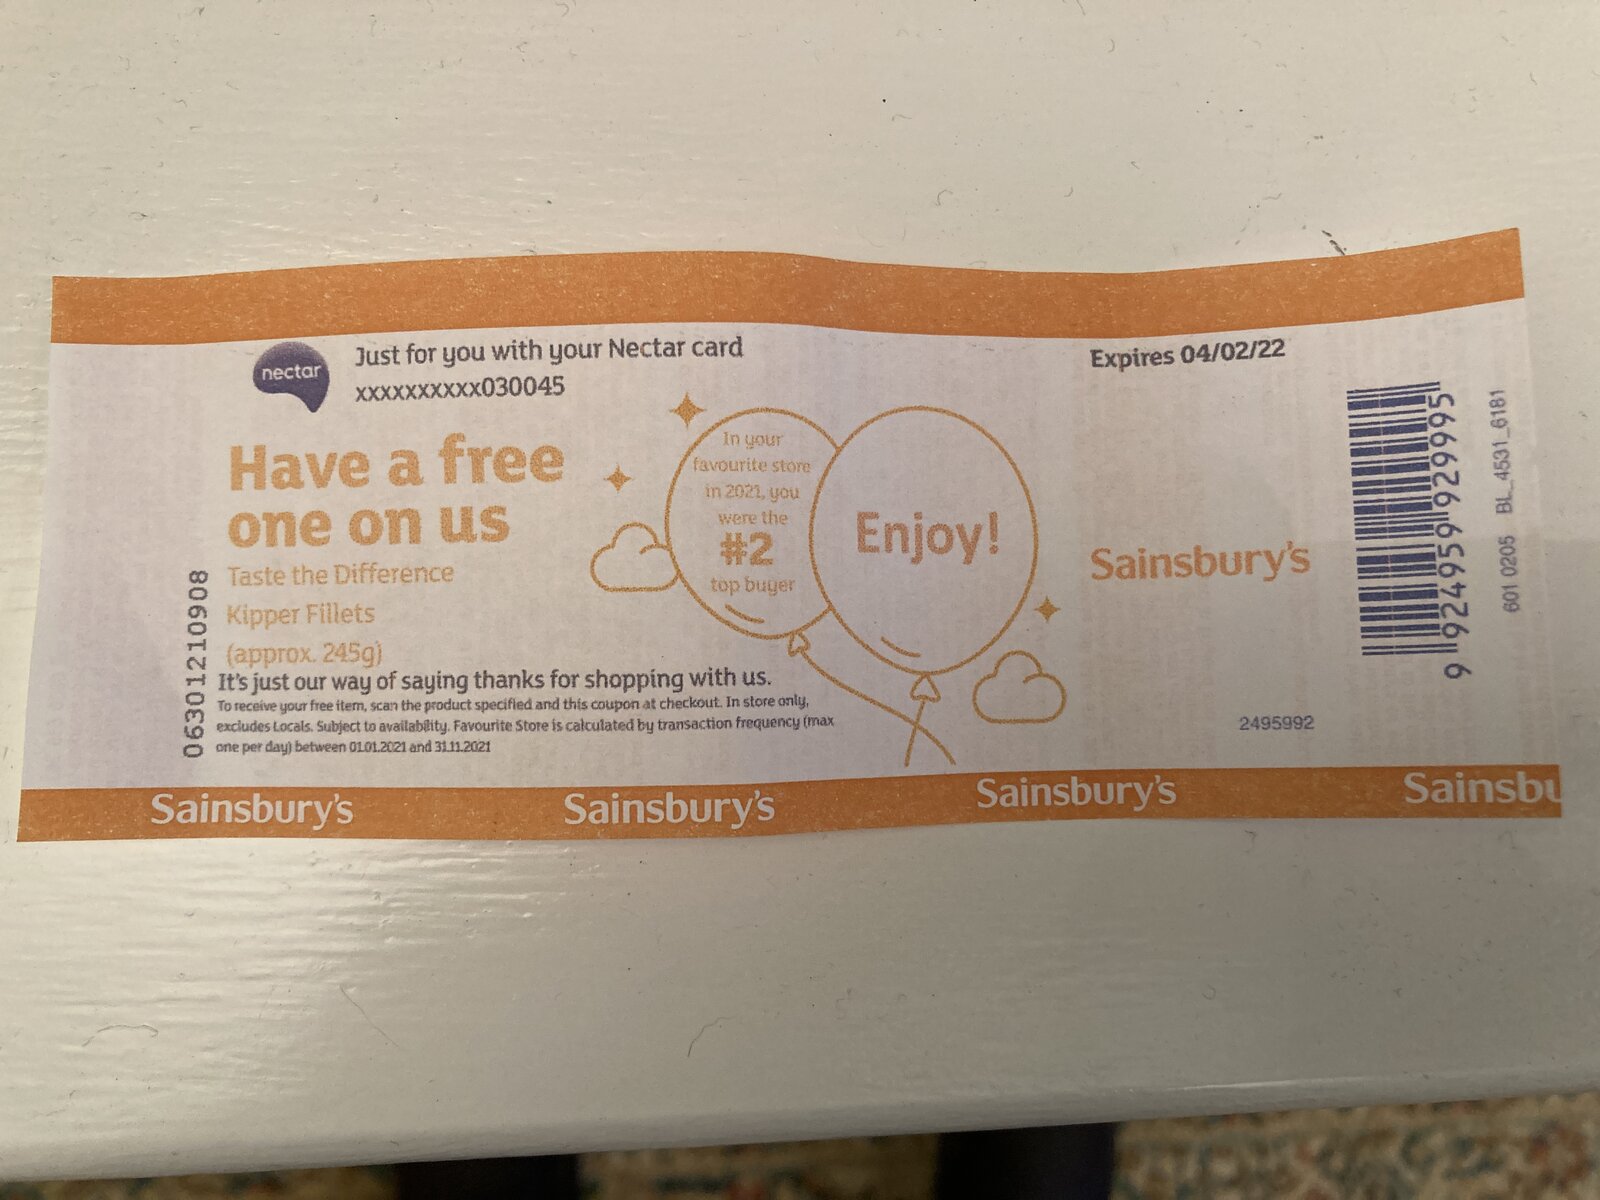 nectar
Just for you with your Nectar card
xxxxxxxxxx030045
Have a free
one on us
Taste the Difference
Kipper Fillets
(approx. 245g)
It's just our way of saying thanks for shopping with us.
To receive your free item, scan the product specified and this coupon at checkout. In store only,
excludes Locals. Subject to availability. Favourite Store is calculated by transaction frequency (max
one per day) between 01.01.2021 and 31.11.2021
06301210908
In your
favourite store
in 2021, you
were the
#2
top buyer
Enjoy!
Expires 04/02/22
Sainsbury's
2495992
9 924959 929995
601 0205 BL_4531_6181
Sainsbury's Sainsbury's Sainsbury's Sainsbu